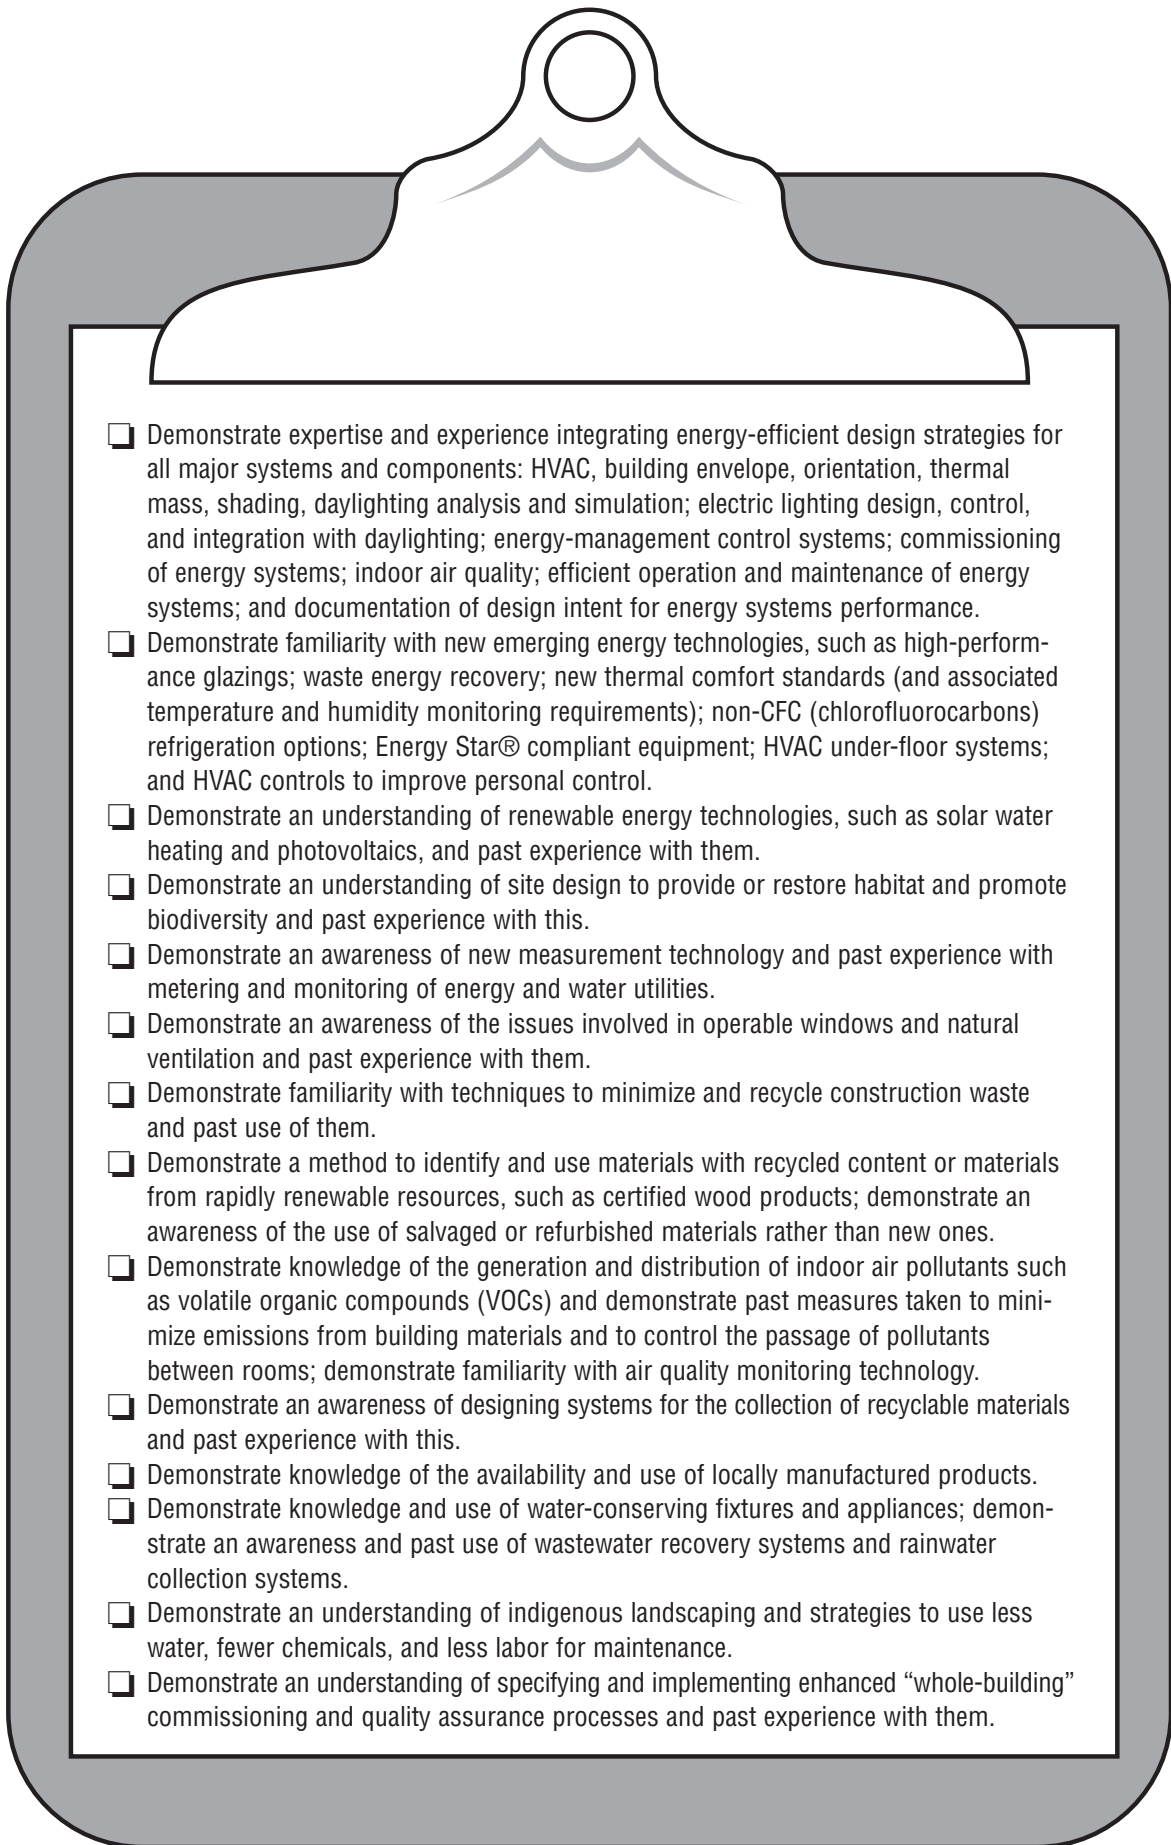 Demonstrate expertise and experience integrating energy-efficient design strategies for
all major systems and components: HVAC, building envelope, orientation, thermal
mass, shading, daylighting analysis and simulation; electric lighting design, control,
and integration with daylighting; energy-management control systems; commissioning
of energy systems; indoor air quality; efficient operation and maintenance of energy
systems; and documentation of design intent for energy systems performance.
Demonstrate familiarity with new emerging energy technologies, such as high-perform-
ance glazings; waste energy recovery; new thermal comfort standards (and associated
temperature and humidity monitoring requirements); non-CFC (chlorofluorocarbons)
refrigeration options; Energy Star® compliant equipment; HVAC under-floor systems;
and HVAC controls to improve personal control.
Demonstrate an understanding of renewable energy technologies, such as solar water
heating and photovoltaics, and past experience with them.
Demonstrate an understanding of site design to provide or restore habitat and promote
biodiversity and past experience with this.
Demonstrate an awareness of new measurement technology and past experience with
metering and monitoring of energy and water utilities.
Demonstrate an awareness of the issues involved in operable windows and natural
ventilation and past experience with them.
Demonstrate familiarity with techniques to minimize and recycle construction waste
and past use of them.
Demonstrate a method to identify and use materials with recycled content or materials
from rapidly renewable resources, such as certified wood products; demonstrate an
awareness of the use of salvaged or refurbished materials rather than new ones.
Demonstrate knowledge of the generation and distribution of indoor air pollutants such
as volatile organic compounds (VOCs) and demonstrate past measures taken to mini-
mize emissions from building materials and to control the passage of pollutants
between rooms; demonstrate familiarity with air quality monitoring technology.
Demonstrate an awareness of designing systems for the collection of recyclable materials
and past experience with this.
Demonstrate knowledge of the availability and use of locally manufactured products.
Demonstrate knowledge and use of water-conserving fixtures and appliances; demon-
strate an awareness and past use of wastewater recovery systems and rainwater
collection systems.
Demonstrate an understanding of indigenous landscaping and strategies to use less
water, fewer chemicals, and less labor for maintenance.
Demonstrate an understanding of specifying and implementing enhanced “whole-building”
commissioning and quality assurance processes and past experience with them.